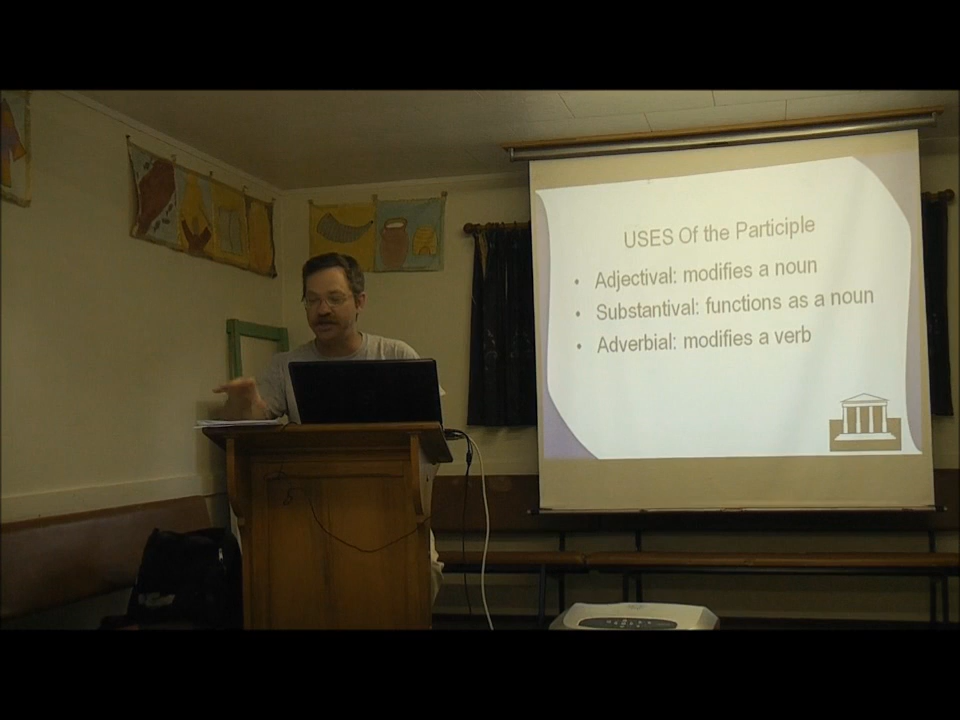 USES Of the Participle
• Adjectival: modifies a noun
• Substantival: functions as a noun
• Adverbial: modifies a verb